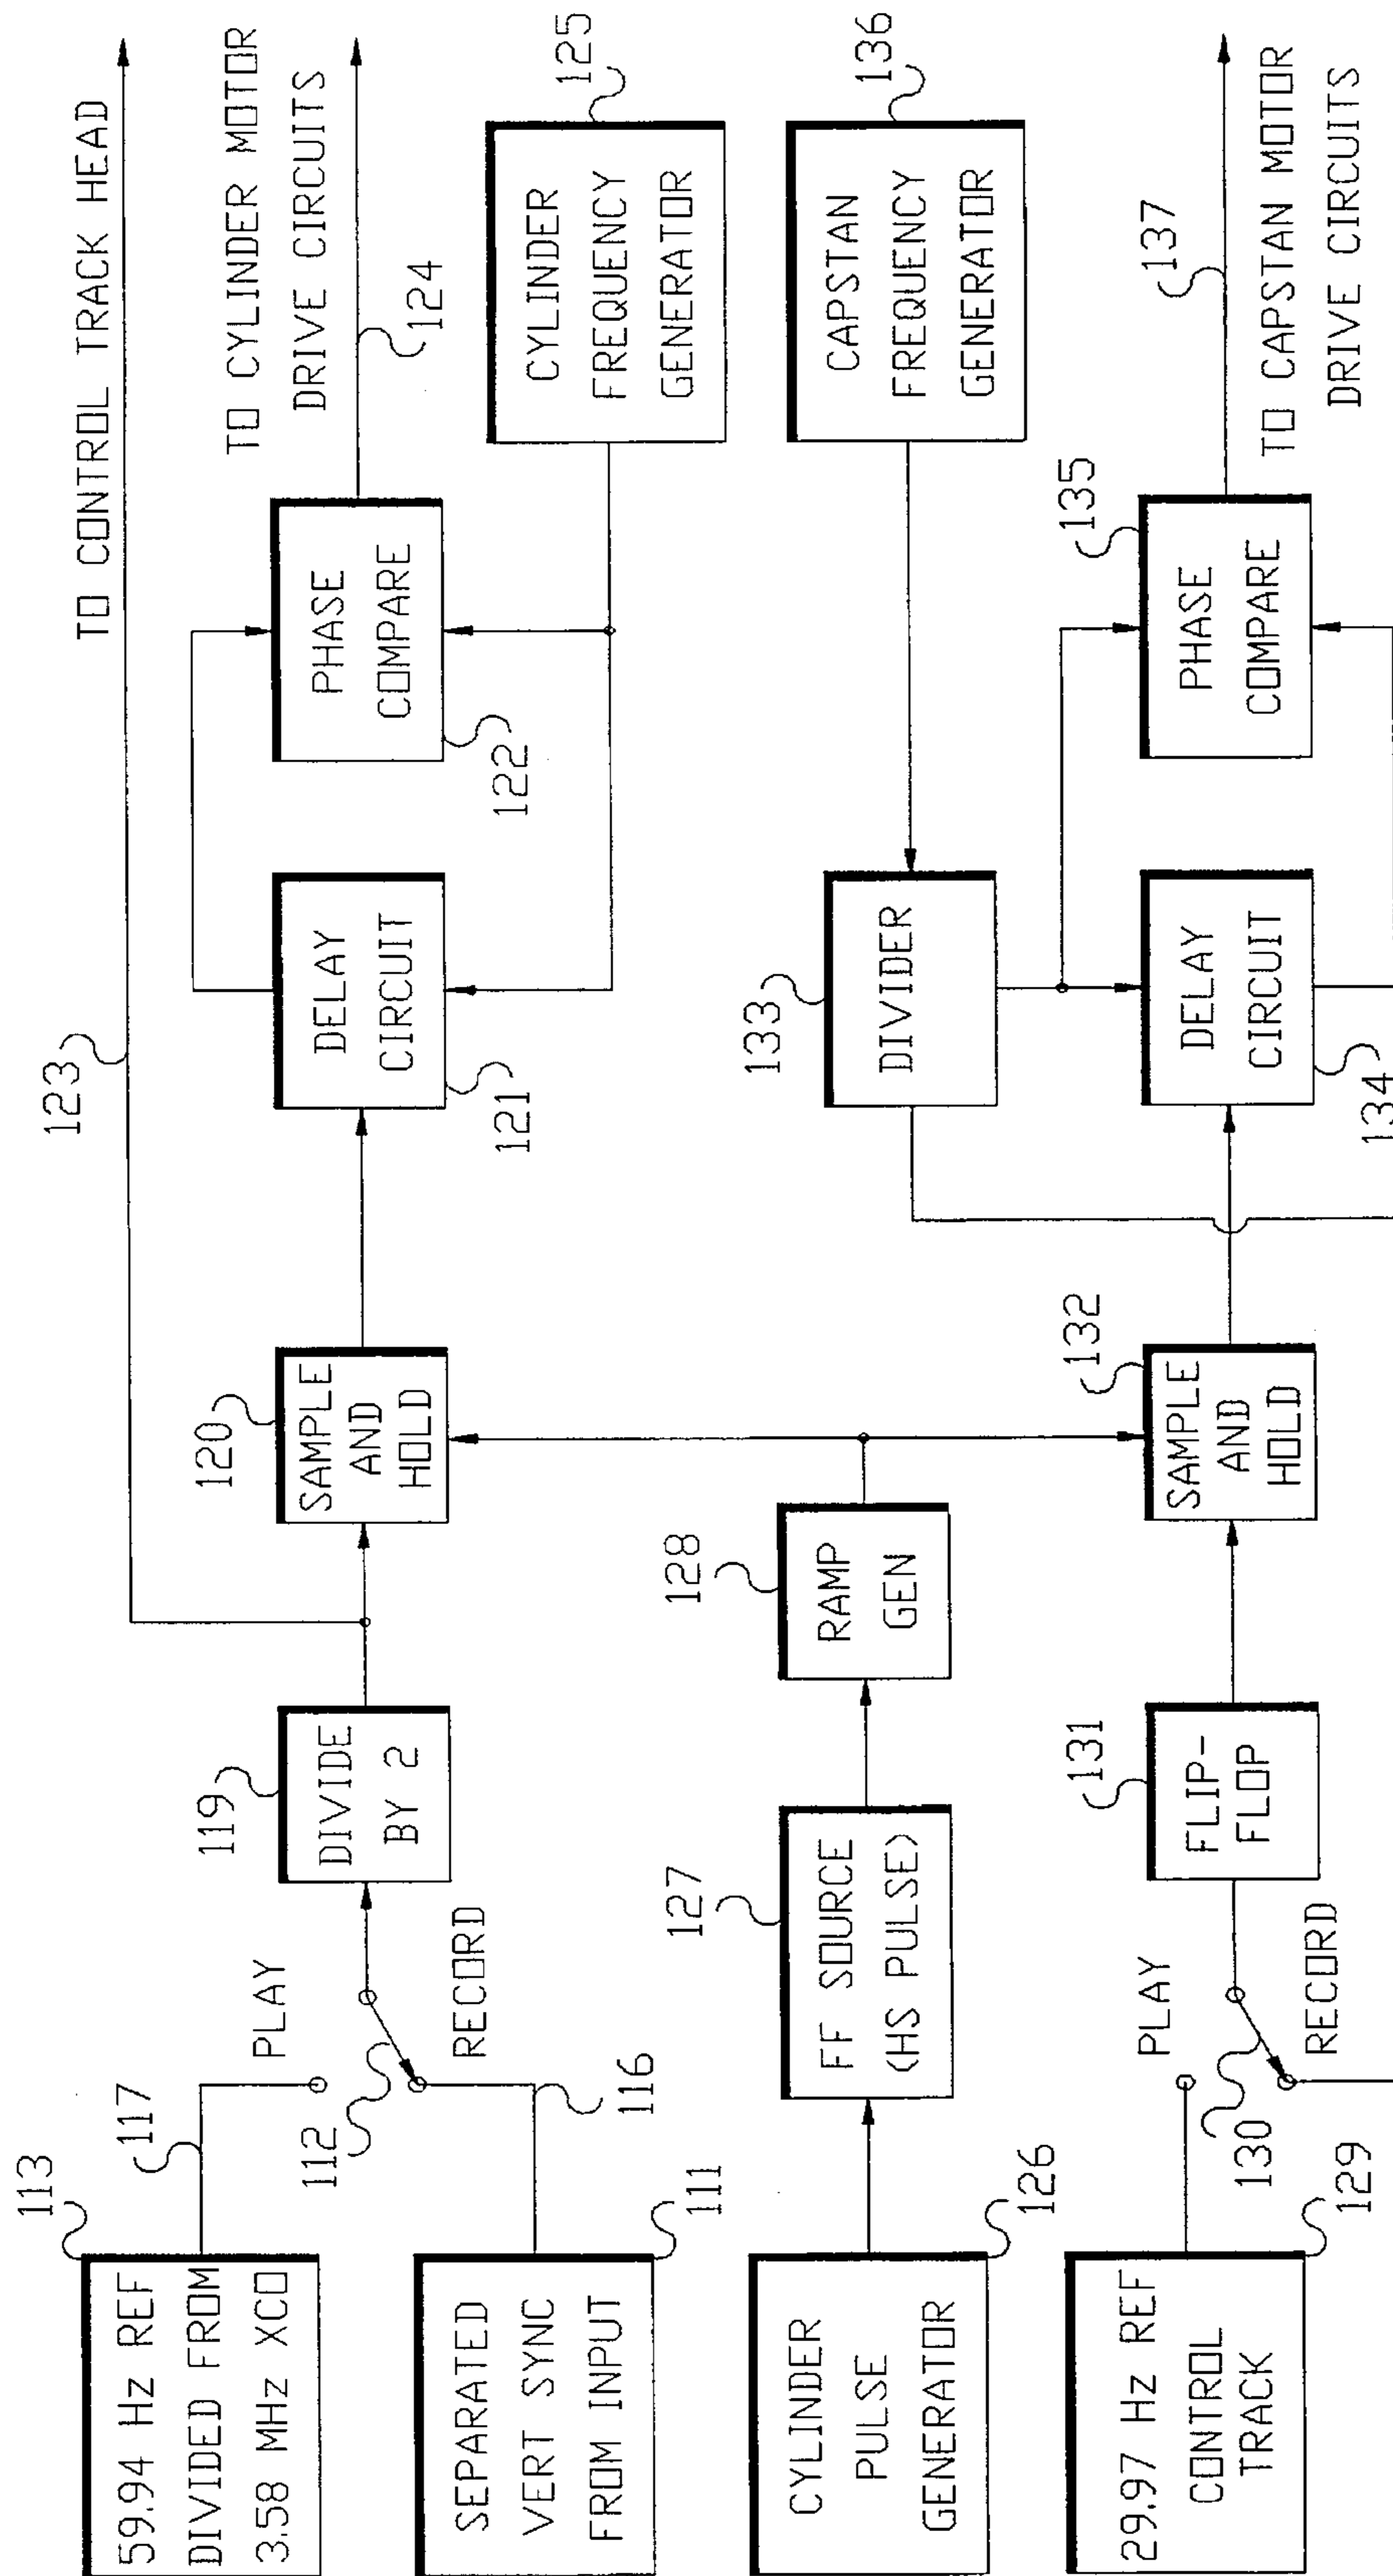 113
59.94 Hz REF
DIVIDED FROM
3.58 MHz XCO
117
PLAY
112
RECORD
116
SEPARATED
VERT SYNC
FROM INPUT
111
119
DIVIDE
BY 2
120
SAMPLE
AND
HOLD
123
TO CONTROL TRACK HEAD
DELAY
CIRCUIT
121
PHASE
COMPARE
122
TO CYLINDER MOTOR
DRIVE CIRCUITS
124
125
CYLINDER
FREQUENCY
GENERATOR
CYLINDER
PULSE
GENERATOR
126
127
FF SOURCE
(HS PULSE)
128
RAMP
GEN
133
DIVIDER
136
CAPSTAN
FREQUENCY
GENERATOR
29.97 Hz REF
CONTROL
TRACK
129
PLAY
130
RECORD
131
FLIP-
FLOP
132
SAMPLE
AND
HOLD
DELAY
CIRCUIT
134
135
PHASE
COMPARE
137
TO CAPSTAN MOTOR
DRIVE CIRCUITS